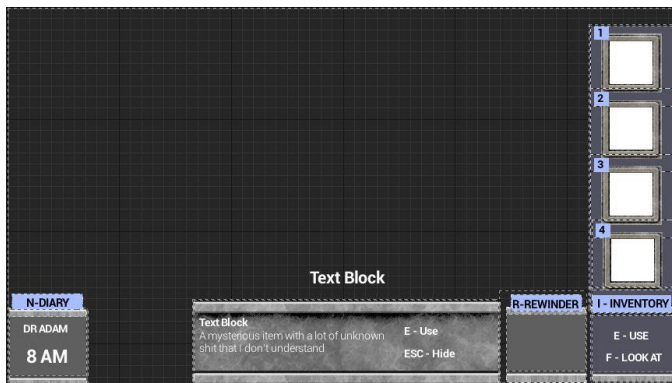 1
2
3
4
Text Block
N-DIARY
DR ADAM
8 AM
Text Block
A mysterious item with a lot of unknown
shit that I don't understand
E - Use
ESC - Hide
R-REWINDER
I - INVENTORY
E - USE
F - LOOK AT